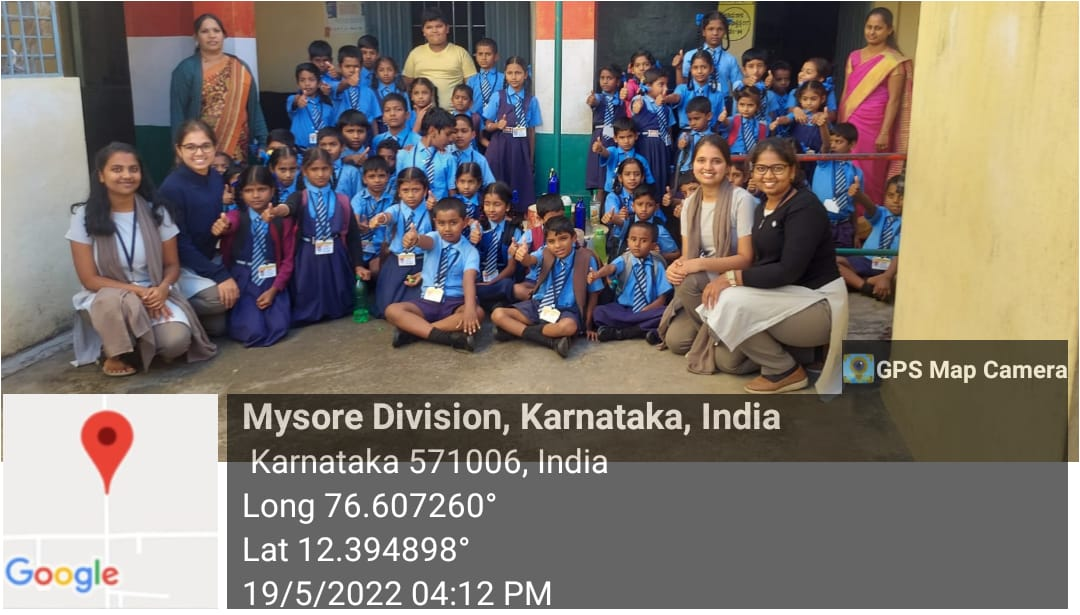 GPS Map Camera
Mysore Division, Karnataka, India
Karnataka 571006, India
Long 76.607260°
Lat 12.394898°
19/5/2022 04:12 PM
Google